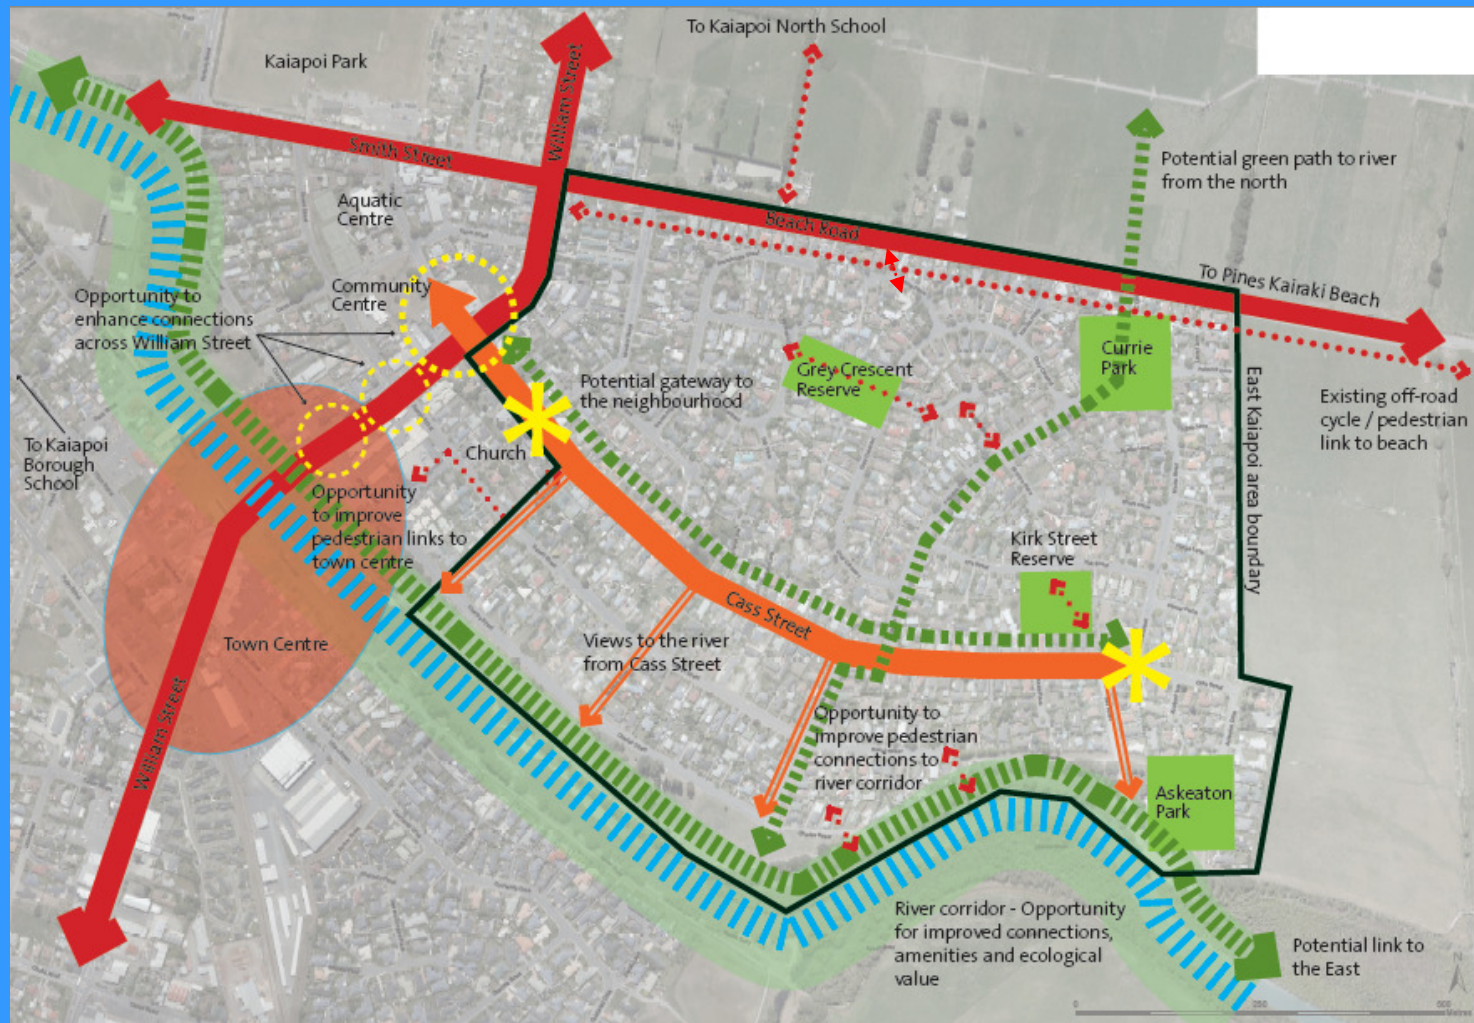 To Kaiapoi North School
Kaiapoi Park
William Street
Smith Street
Potential green path to river
from the north
Aquatic
Centre
Beach Road
To Pines Kairaki Beach
Community
Centre
Opportunity to
enhance connections
across William Street
Currie
Park
Grey Crescent
Reserve
Potential gateway to
the neighbourhood
East Kaiapoi area boundary
Existing off-road
cycle / pedestrian
link to beach
To Kaiapoi
Borough
School
Church
Opportunity
to improve
pedestrian links to
town centre
Kirk Street
Reserve
Cass Street
Town Centre
Views to the river
from Cass Street
William Street
Opportunity to
improve pedestrian
connections to
river corridor
Askeaton
Park
River corridor - Opportunity
for improved connections,
amenities and ecological
value
Potential link to
the East
N
0 250 500